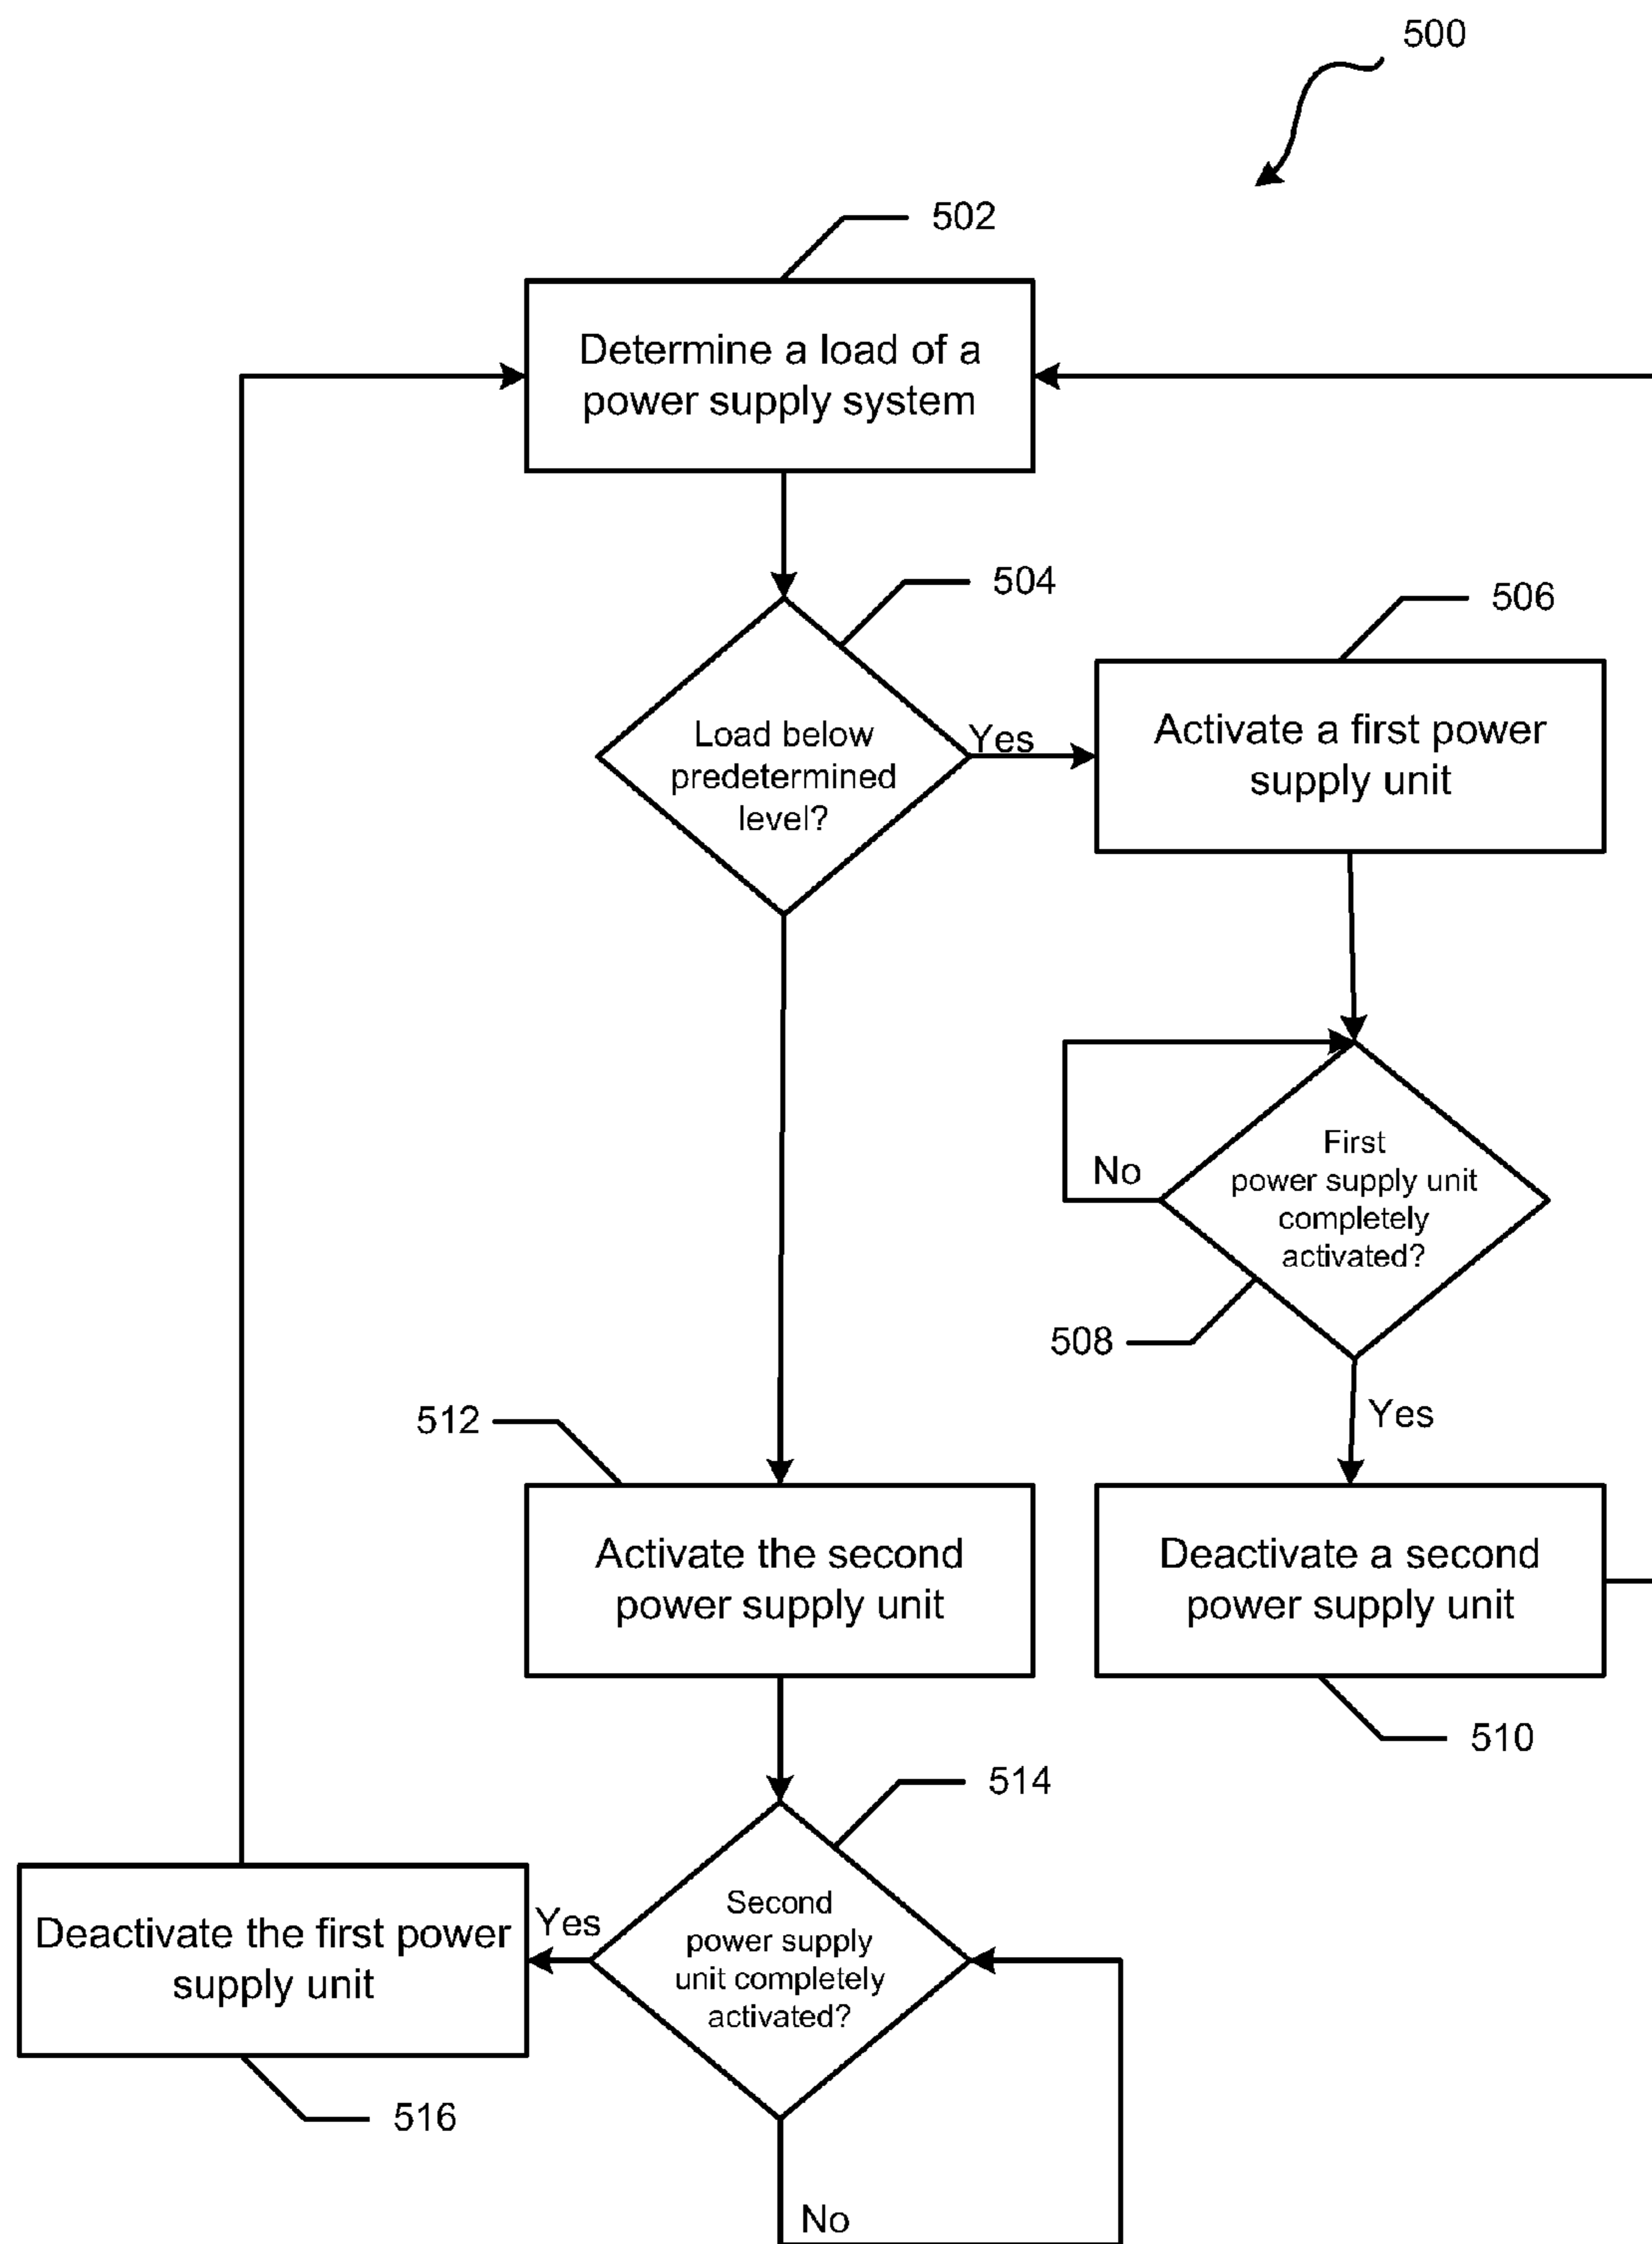 500
502
Determine a load of a
power supply system
504
506
Load below
predetermined
level?
Yes
Activate a first power
supply unit
First
power supply unit
completely
activated?
No
508
Yes
512
Activate the second
power supply unit
Deactivate a second
power supply unit
510
514
Second
power supply
unit completely
activated?
Yes
Deactivate the first power
supply unit
516
No